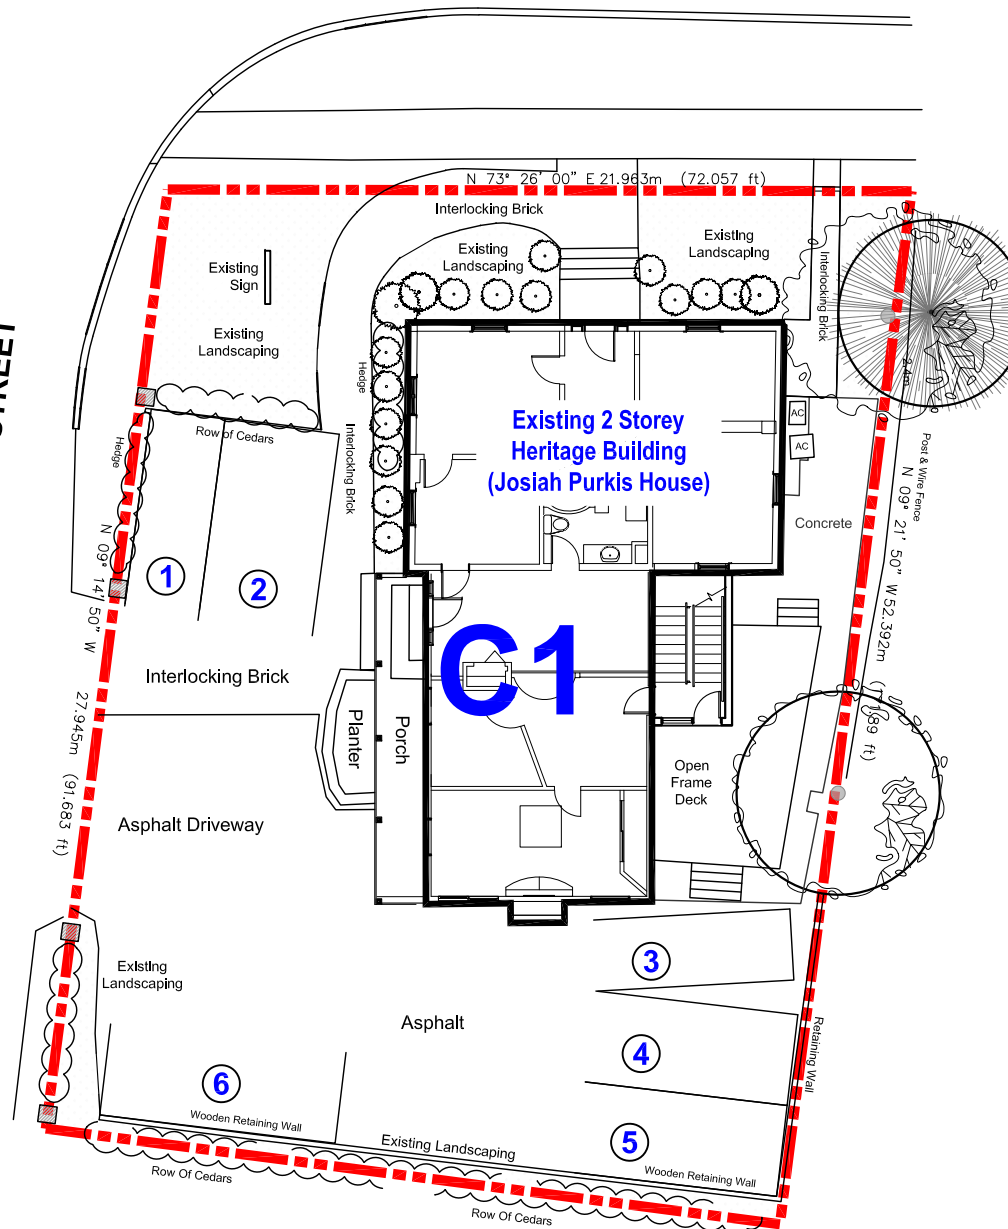 N 73° 26' 00" E 21.963m (72.057 ft)
Interlocking Brick
Existing
Landscaping
Existing
Landscaping
Interlocking Brick
Existing
Sign
Existing
Landscaping
2.4m
Hedge
Row of Cedars
Hedge
Interlocking Brick
Existing 2 Storey
Heritage Building
(Josiah Purkis House)
AC
AC
Post & Wire Fence
Concrete
N 09° 21' 50" W 52.392m
89 ft)
N 09° 14' 50" W 27.945m (91.683 ft)
1
2
Interlocking Brick
C1
Planter
Porch
Open
Frame
Deck
Asphalt Driveway
Existing
Landscaping
3
Asphalt
4
Retaining Wall
6
Wooden Retaining Wall
5
Existing Landscaping
Wooden Retaining Wall
Row Of Cedars
Row Of Cedars